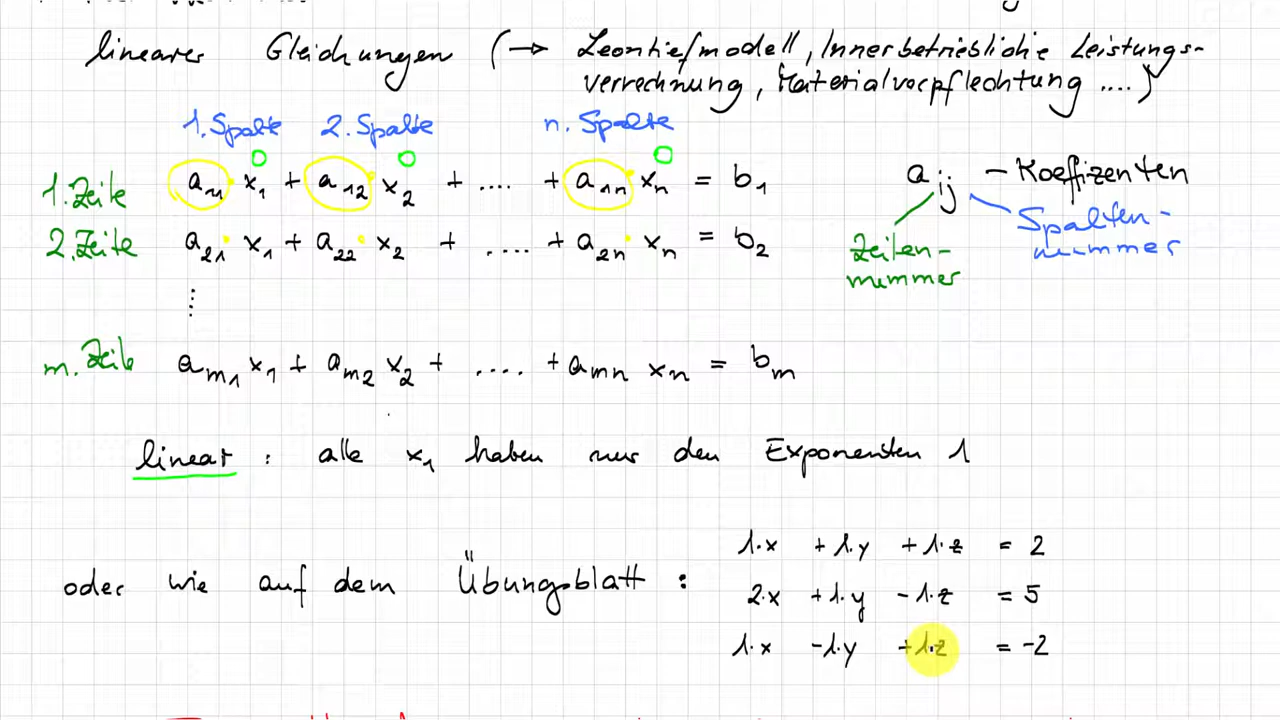 linearer Gleichungen (→ Leontiefmodell, Innerbetriebliche Leistungs-
verrechnung, Materialverpflechtung ....)
1. Spalte 2. Spalte n. Spalte
1. Zeile a₁₁ · x₁ + a₁₂ · x₂ + .... + a₁ₙ · xₙ = b₁
aᵢⱼ – Koeffizenten
2. Zeile a₂₁ · x₁ + a₂₂ · x₂ + .... + a₂ₙ · xₙ = b₂
Spalten-
nummer
Zeilen-
nummer
⋮
m. Zeile aₘ₁ x₁ + aₘ₂ x₂ + .... + aₘₙ xₙ = bₘ
linear : alle x₁ haben nur den Exponenten 1
oder wie auf dem Übungsblatt :
1·x + 1·y + 1·z = 2
2·x + 1·y - 1·z = 5
1·x - 1·y + 1·z = -2